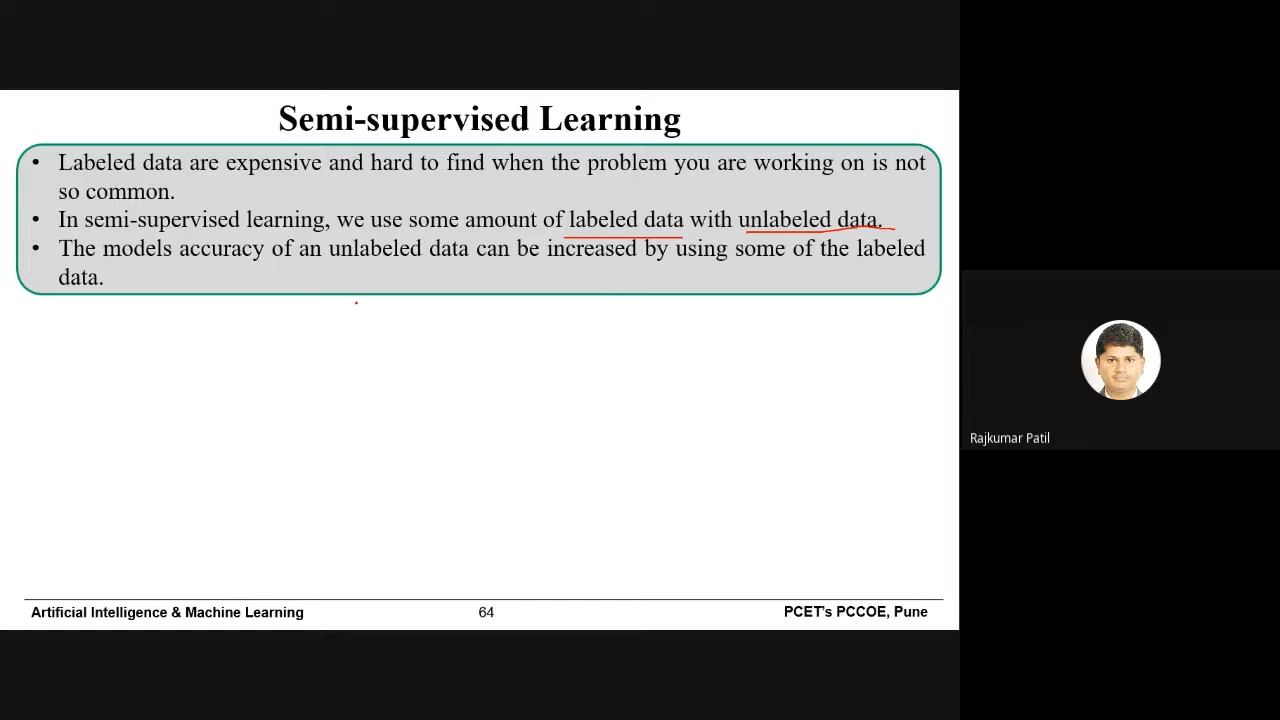 Semi-supervised Learning
• Labeled data are expensive and hard to find when the problem you are working on is not
so common.
• In semi-supervised learning, we use some amount of labeled data with unlabeled data.
• The models accuracy of an unlabeled data can be increased by using some of the labeled
data.
Rajkumar Patil
Artificial Intelligence & Machine Learning 64 PCET's PCCOE, Pune